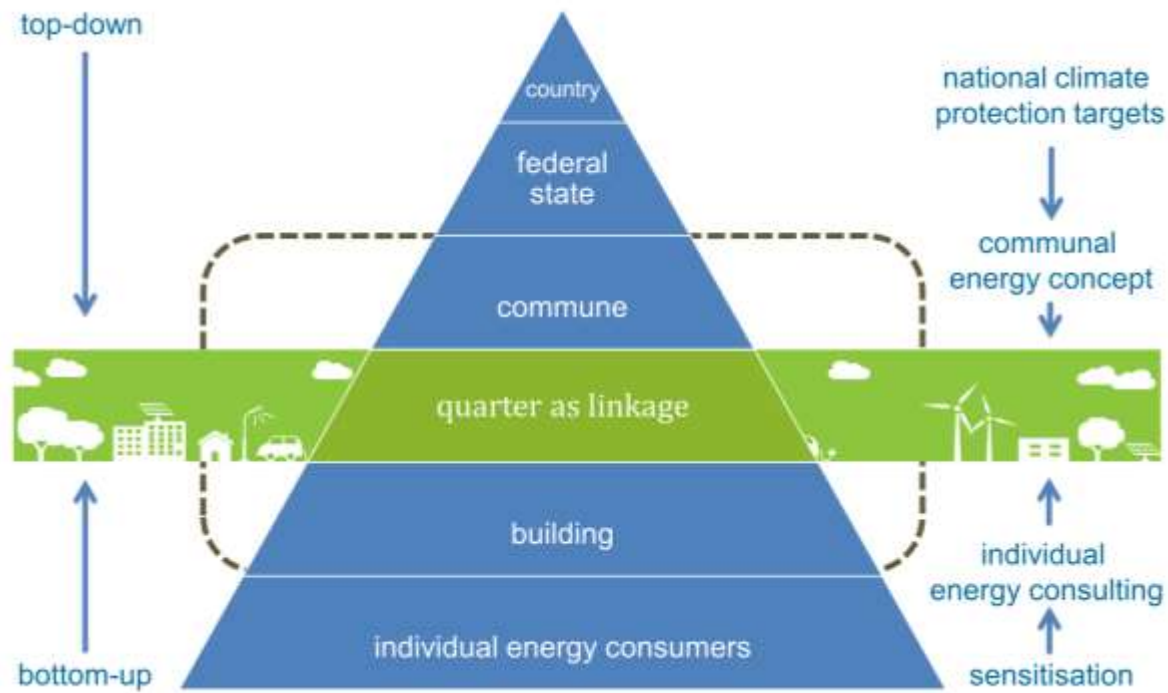 top-down
country
national climate
protection targets
federal
state
communal
energy concept
commune
quarter as linkage
building
individual
energy consulting
individual energy consumers
bottom-up
sensitisation